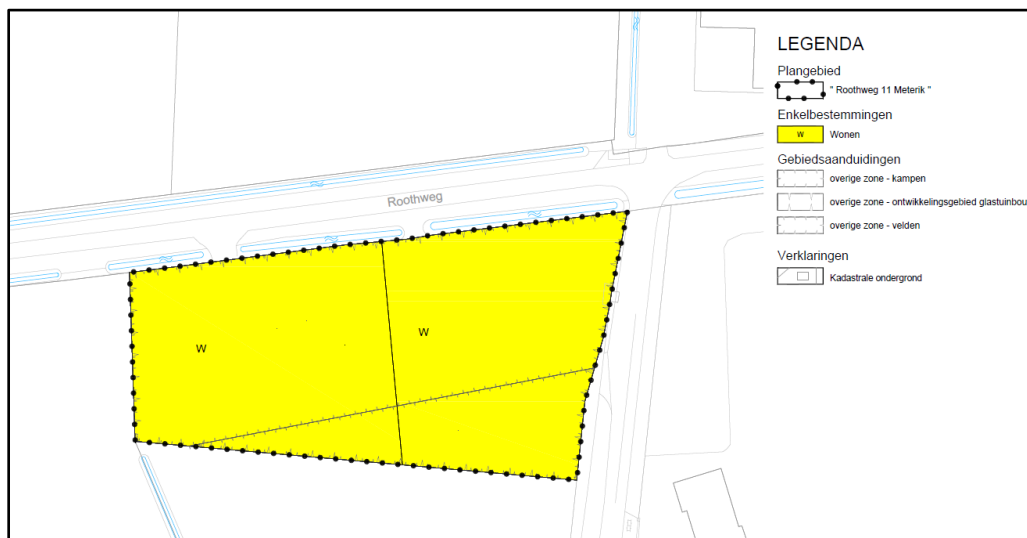 Roothweg
W
W
LEGENDA
Plangebied
" Roothweg 11 Meterik "
Enkelbestemmingen
W
Wonen
Gebiedsaanduidingen
overige zone - kampen
overige zone - ontwikkelingsgebied glastuinbou
overige zone - velden
Verklaringen
Kadastrale ondergrond